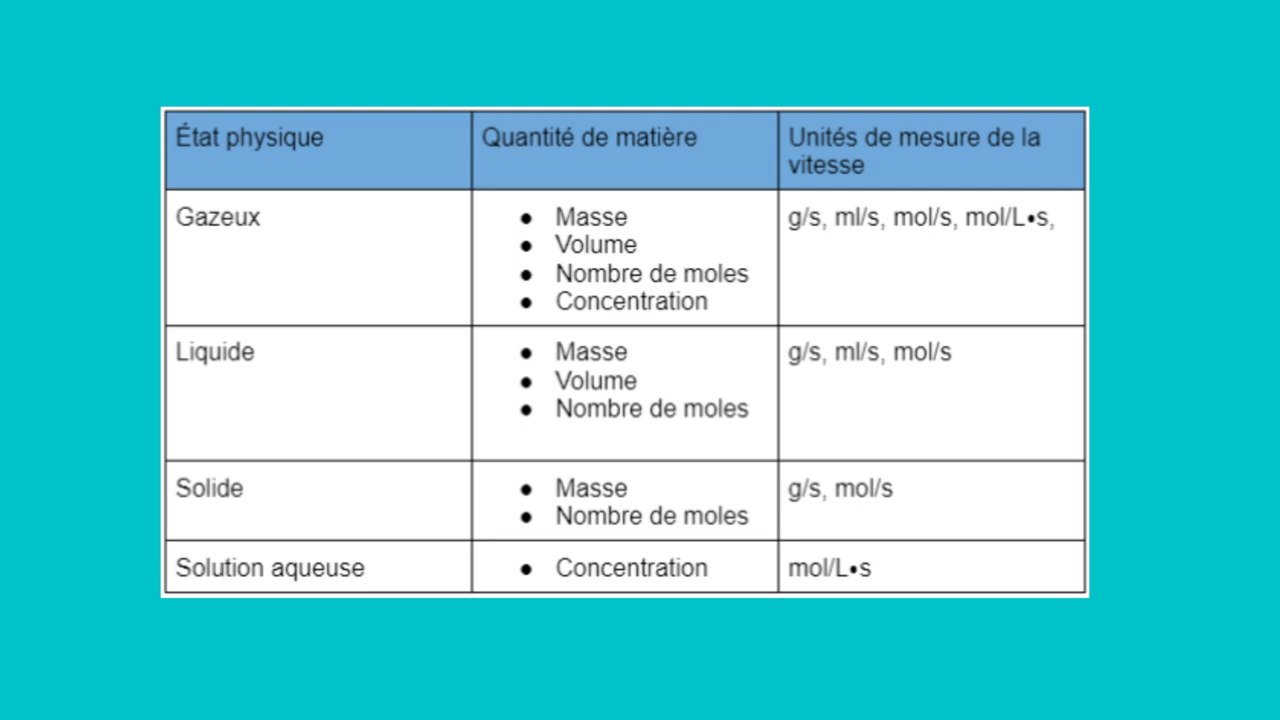 État physique
Quantité de matière
Unités de mesure de la
vitesse
Gazeux
● Masse
● Volume
● Nombre de moles
● Concentration
g/s, ml/s, mol/s, mol/L•s,
Liquide
● Masse
● Volume
● Nombre de moles
g/s, ml/s, mol/s
Solide
● Masse
● Nombre de moles
g/s, mol/s
Solution aqueuse
● Concentration
mol/L•s